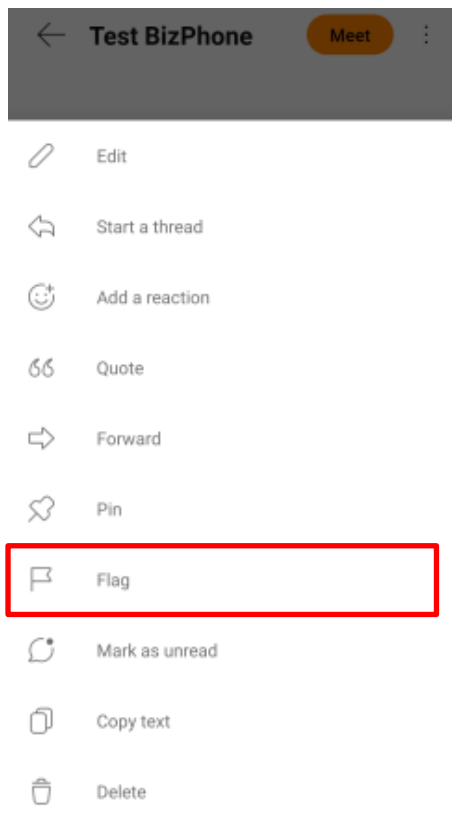 Test BizPhone
Meet
Edit
Start a thread
Add a reaction
Quote
Forward
Pin
Flag
Mark as unread
Copy text
Delete